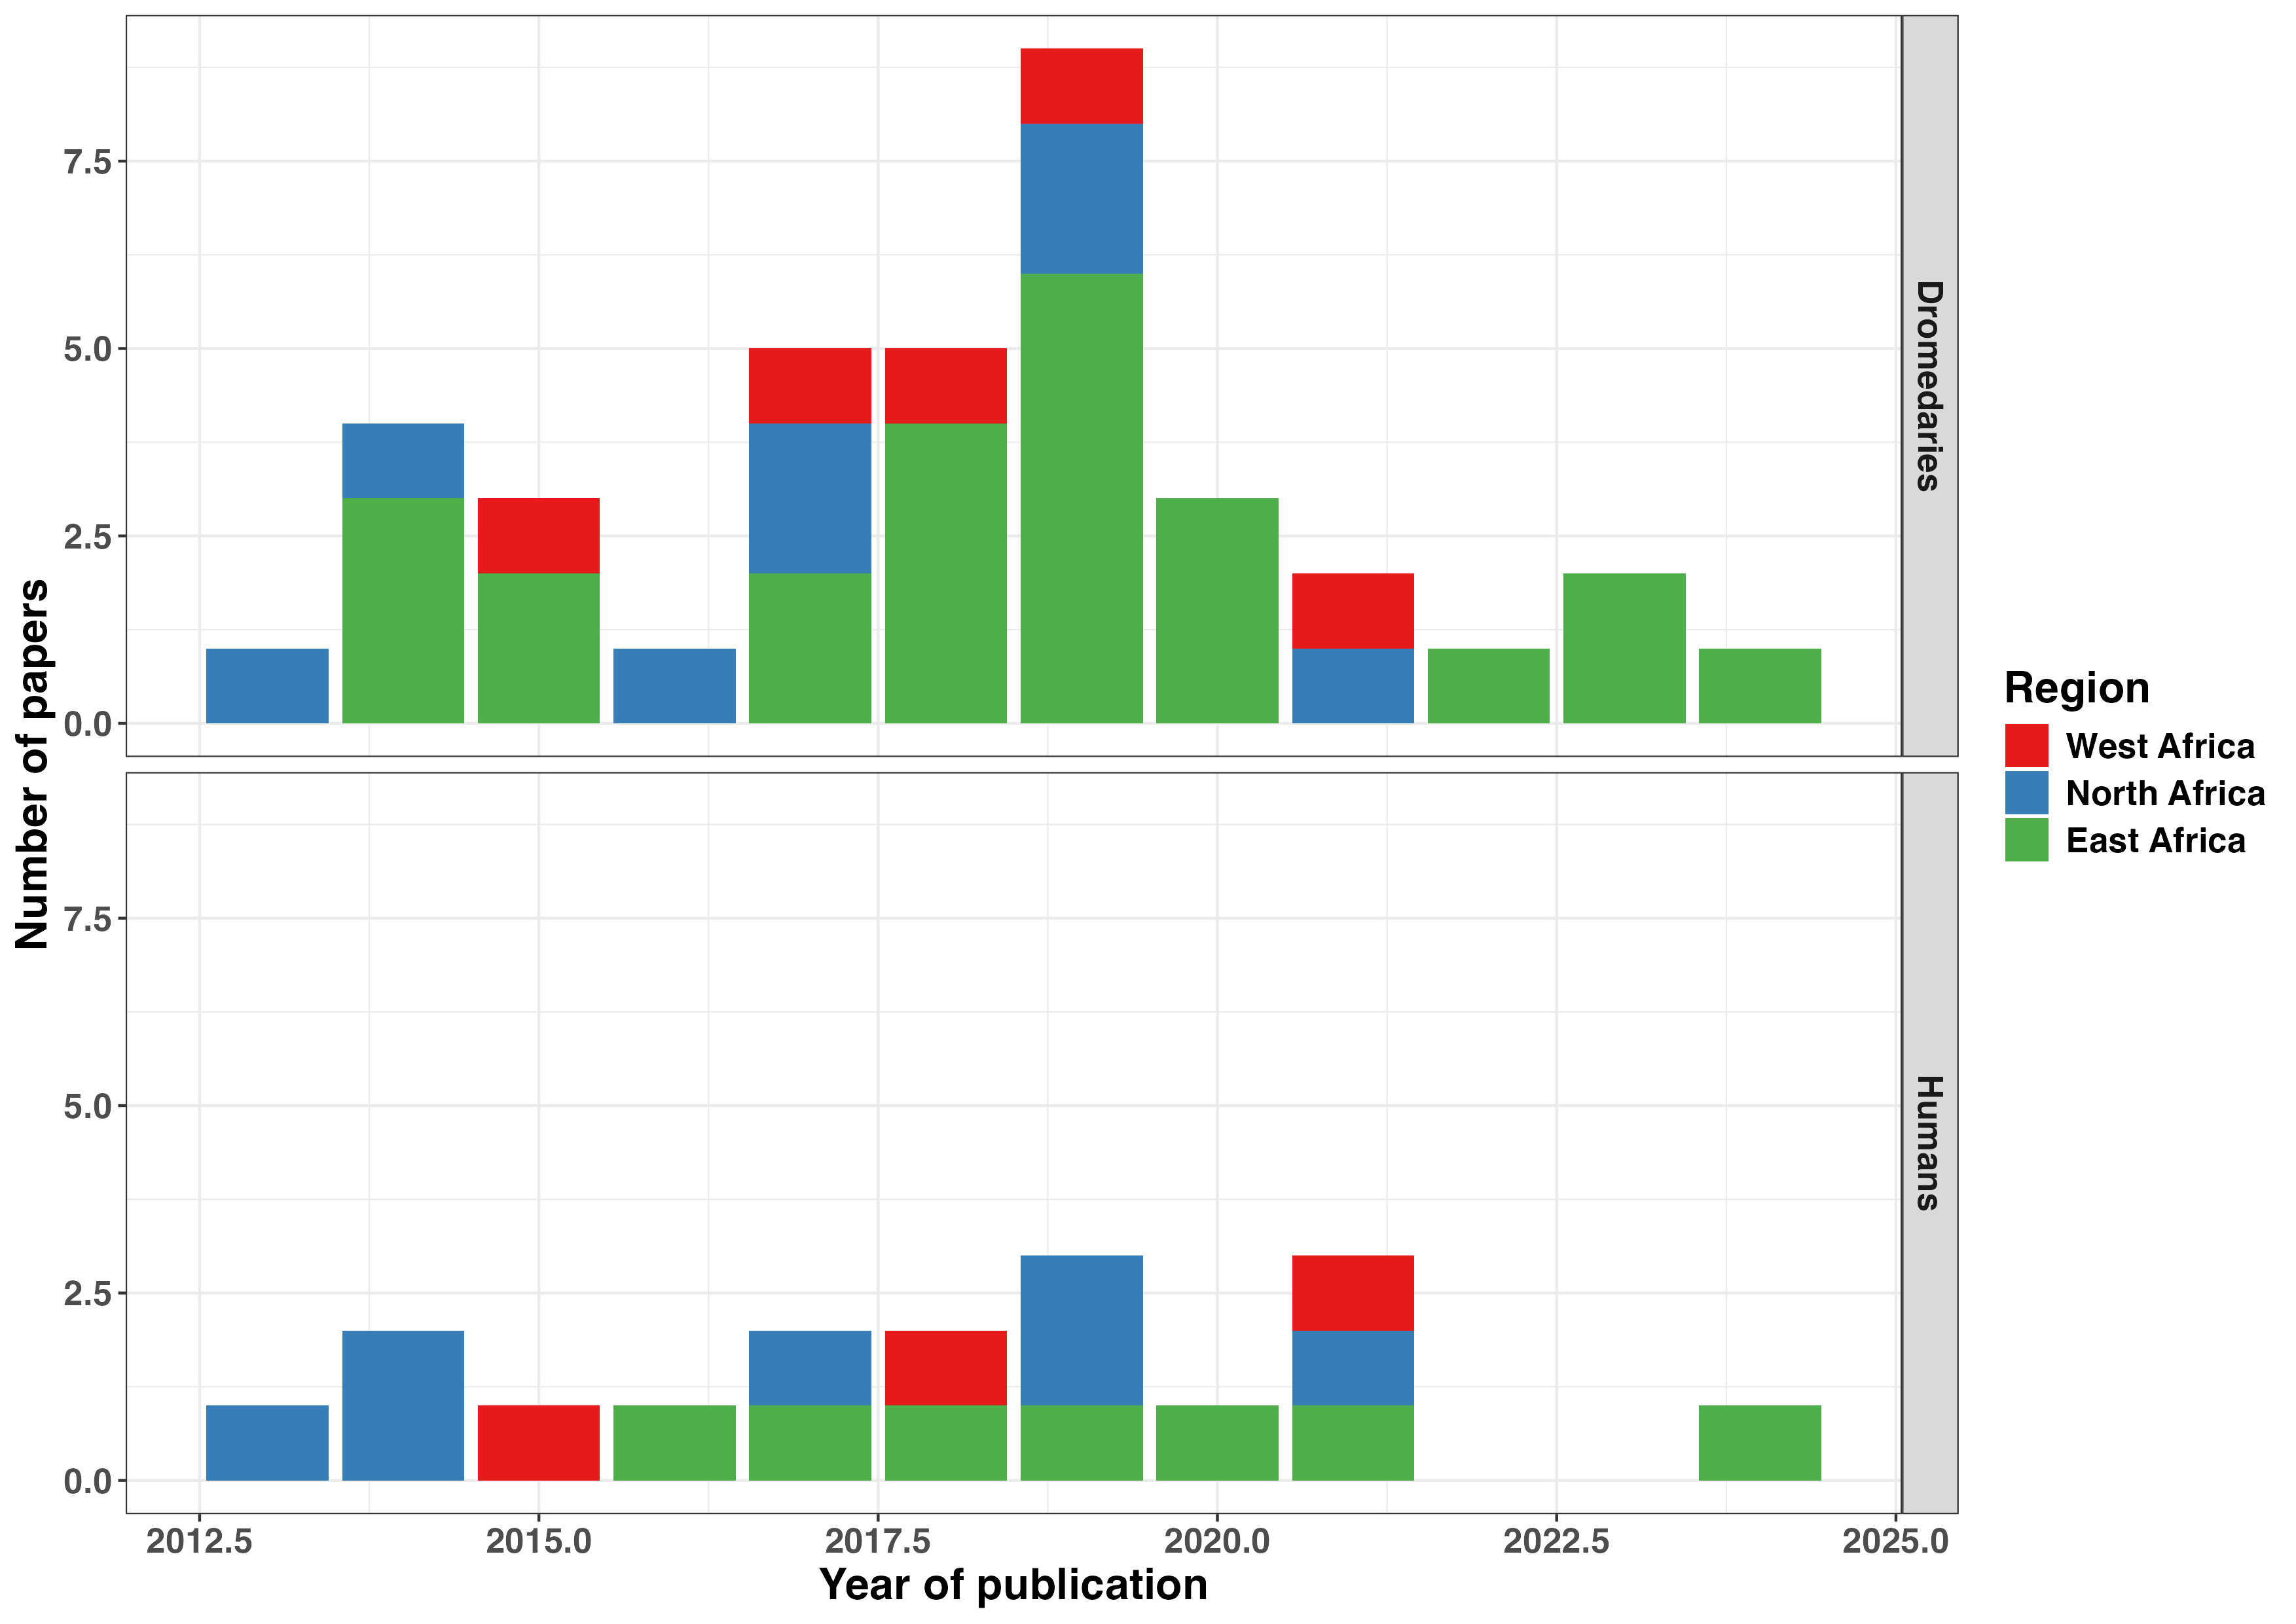 Number of papers
7.5
5.0
2.5
0.0
Dromedaries
7.5
5.0
2.5
0.0
Humans
2012.5 2015.0 2017.5 2020.0 2022.5 2025.0
Year of publication
Region
West Africa
North Africa
East Africa